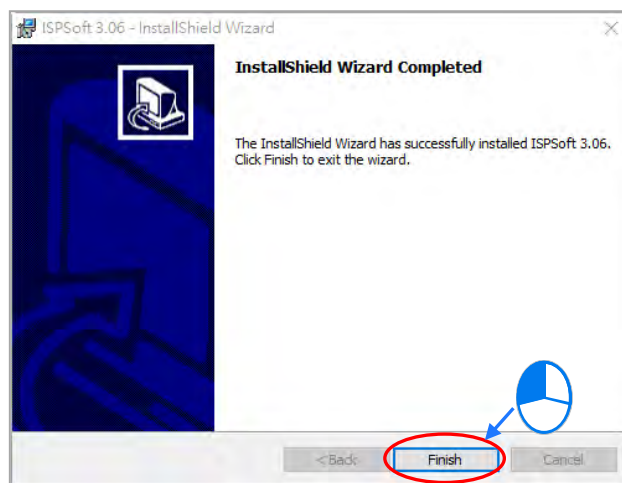 ISPSoft 3.06 - InstallShield Wizard
InstallShield Wizard Completed
The InstallShield Wizard has successfully installed ISPSoft 3.06.
Click Finish to exit the wizard.
<Back
Finish
Cancel